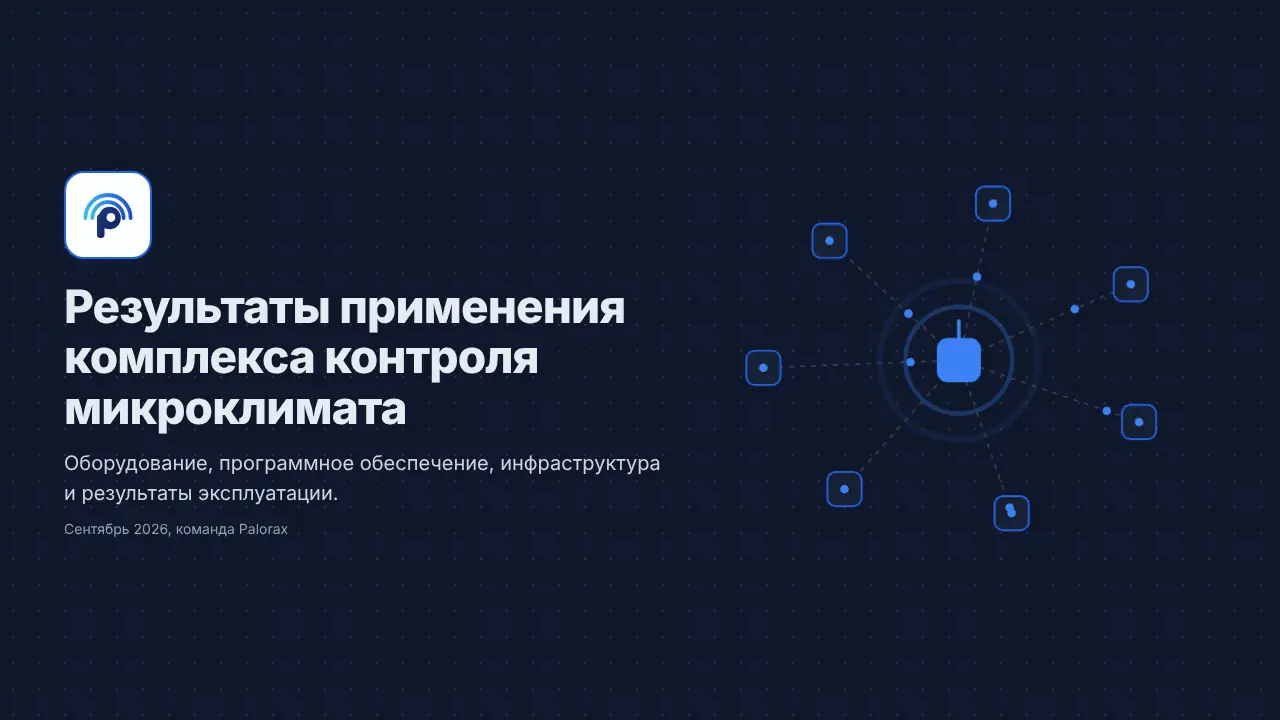 Результаты применения
комплекса контроля
микроклимата
Оборудование, программное обеспечение, инфраструктура
и результаты эксплуатации.
Сентябрь 2026, команда Palorax